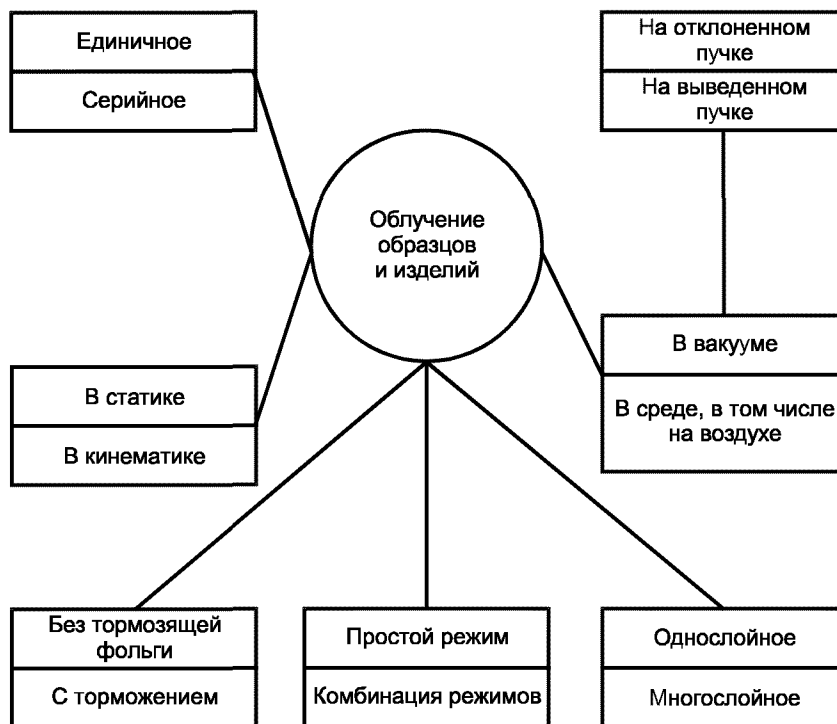 Единичное
Серийное
На отклоненном
пучке
На выведенном
пучке
Облучение
образцов
и изделий
В статике
В кинематике
В вакууме
В среде, в том числе
на воздухе
Без тормозящей
фольги
С торможением
Простой режим
Комбинация режимов
Однослойное
Многослойное